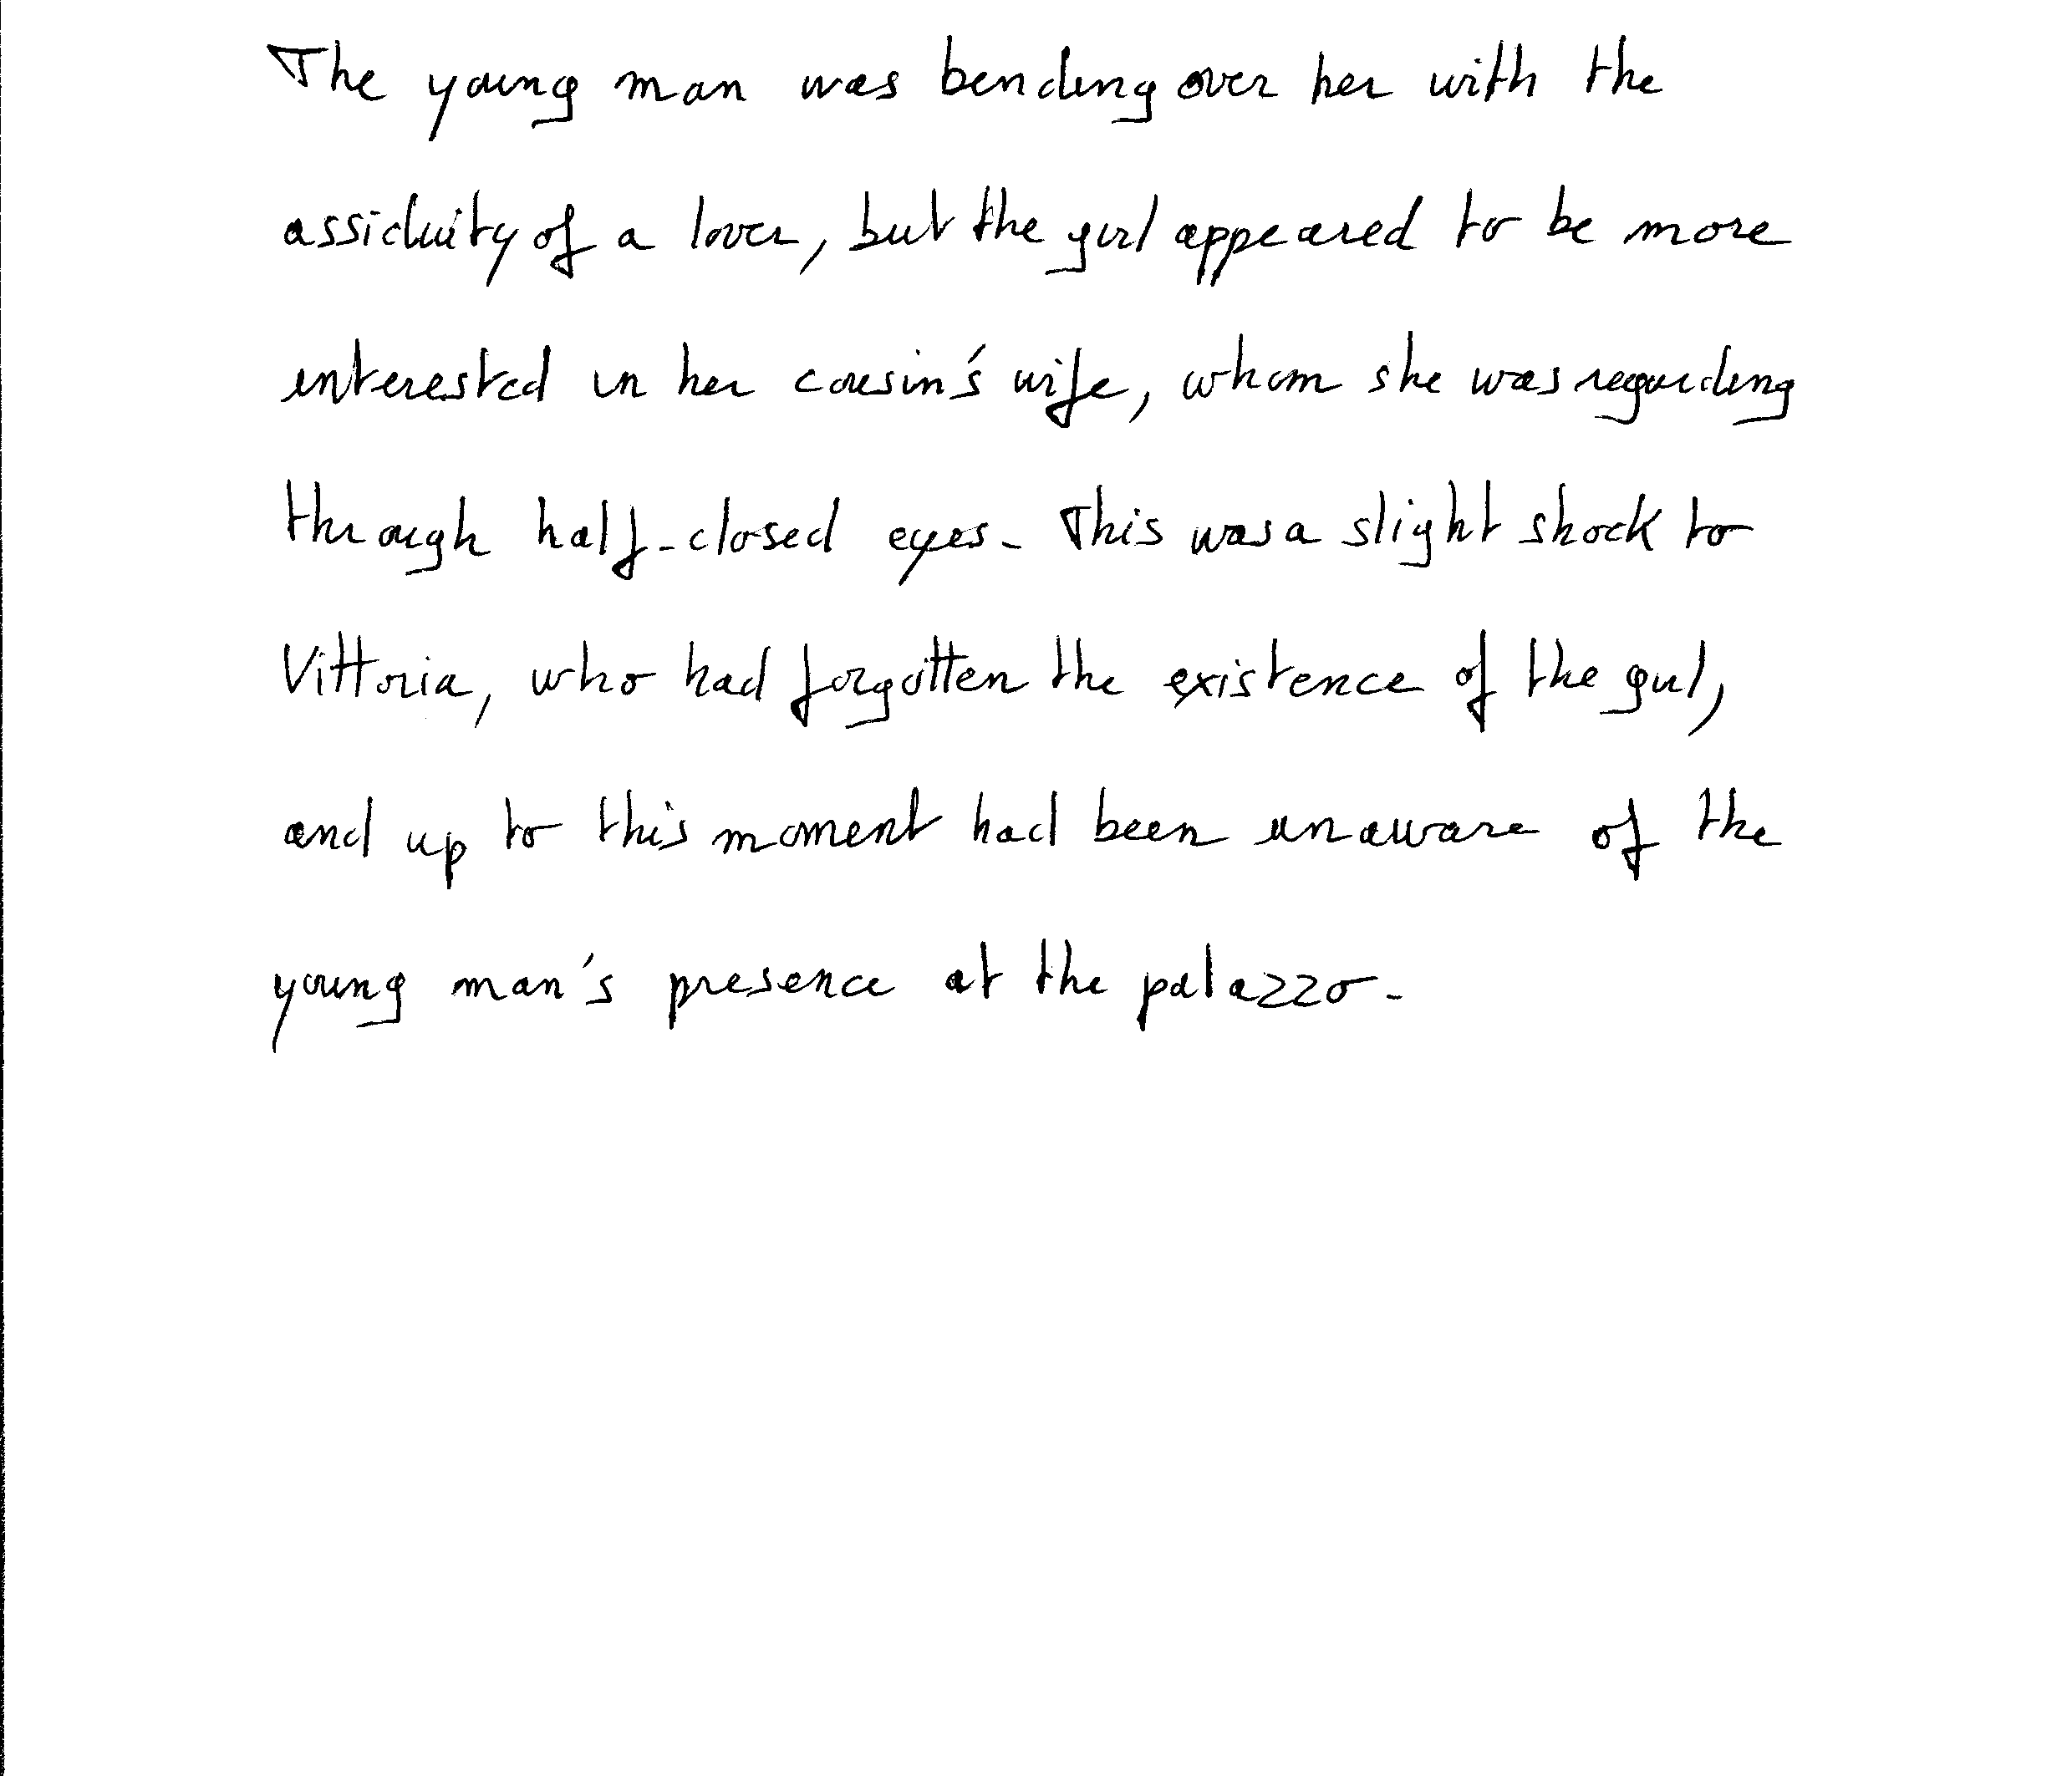 The young man was bending over her with the
assiduity of a lover, but the girl appeared to be more
interested in her cousin's wife, whom she was regarding
through half-closed eyes. This was a slight shock to
Vittoria, who had forgotten the existence of the girl,
and up to this moment had been unaware of the
young man's presence at the palazzo.